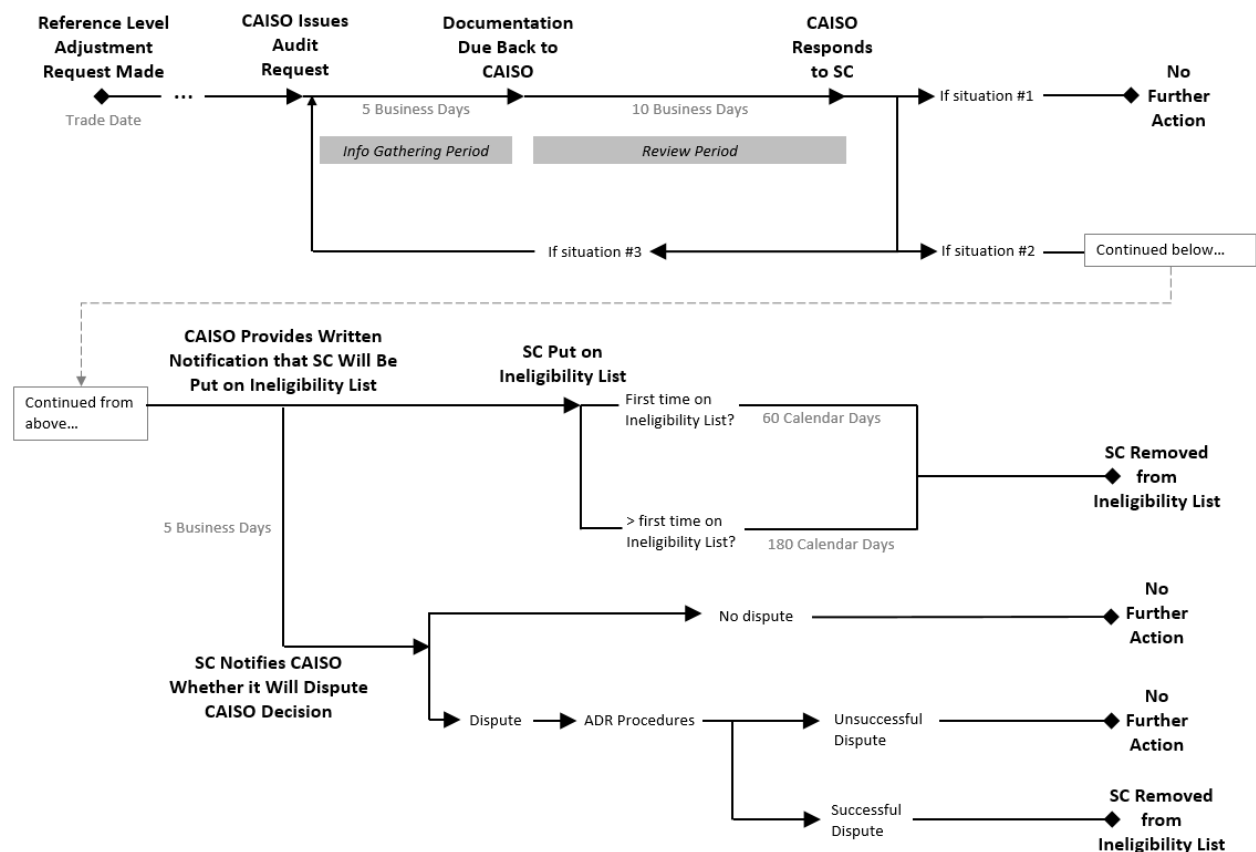 Reference Level
Adjustment
Request Made
Trade Date
...
CAISO Issues
Audit
Request
5 Business Days
Info Gathering Period
Documentation
Due Back to
CAISO
10 Business Days
Review Period
CAISO
Responds
to SC
If situation #1
No
Further
Action
If situation #3
If situation #2
Continued below...
Continued from
above...
CAISO Provides Written
Notification that SC Will Be
Put on Ineligibility List
SC Put on
Ineligibility List
First time on
Ineligibility List?
60 Calendar Days
> first time on
Ineligibility List?
180 Calendar Days
SC Removed
from
Ineligibility List
5 Business Days
SC Notifies CAISO
Whether it Will Dispute
CAISO Decision
No dispute
No
Further
Action
Dispute
ADR Procedures
Unsuccessful
Dispute
No
Further
Action
Successful
Dispute
SC Removed
from
Ineligibility List